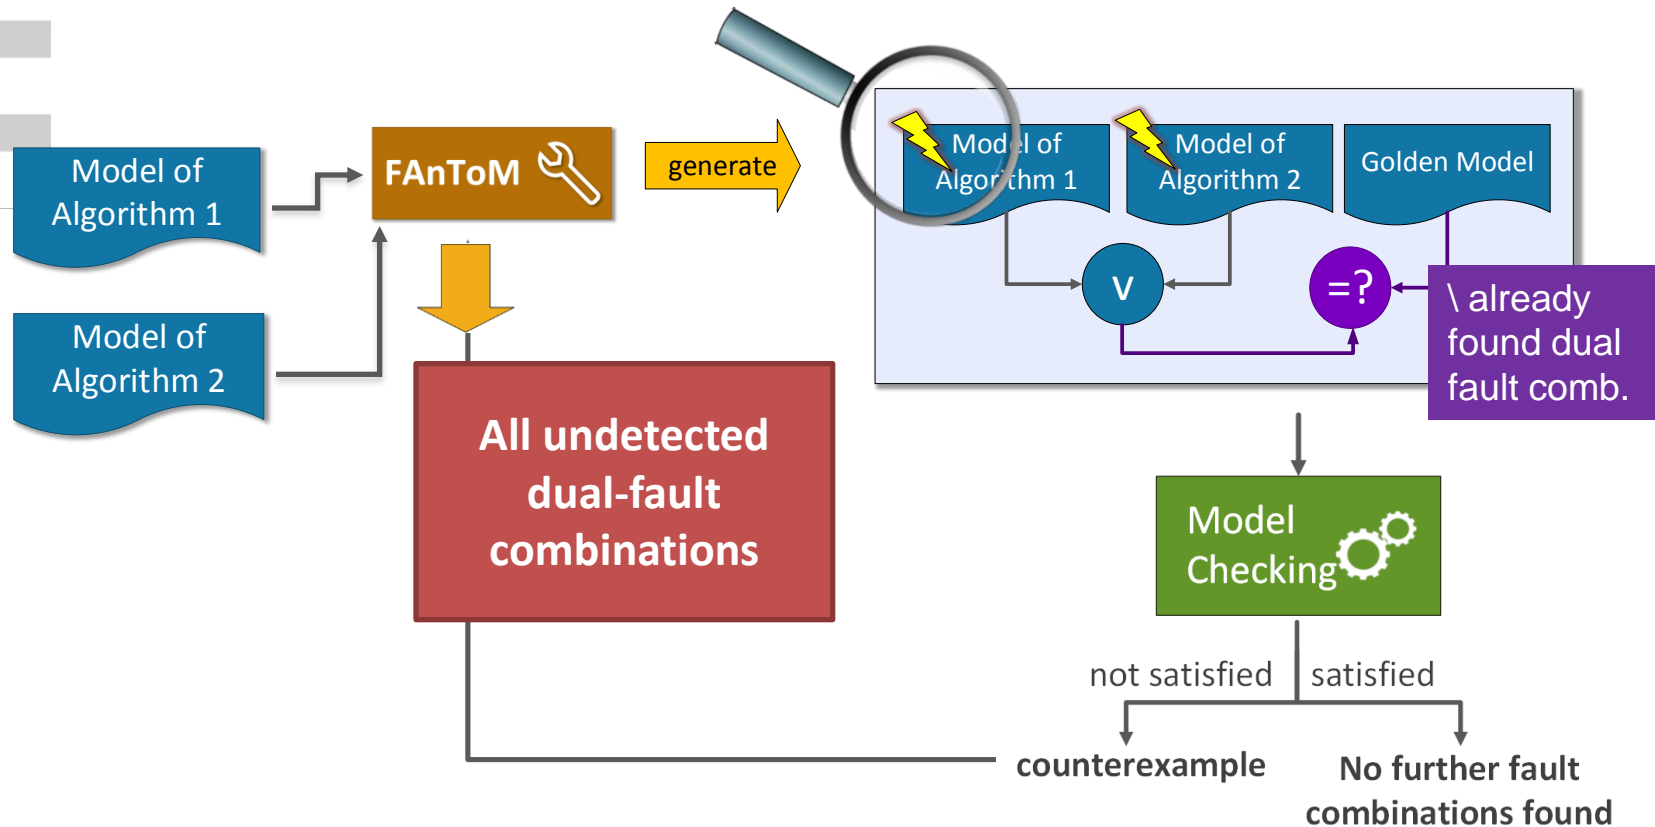 Model of
Algorithm 1
Model of
Algorithm 2
FAnToM
generate
Model of
Algorithm 1
Model of
Algorithm 2
Golden Model
v
=?
\ already
found dual
fault comb.
All undetected
dual-fault
combinations
Model
Checking
not satisfied
satisfied
counterexample
No further fault
combinations found